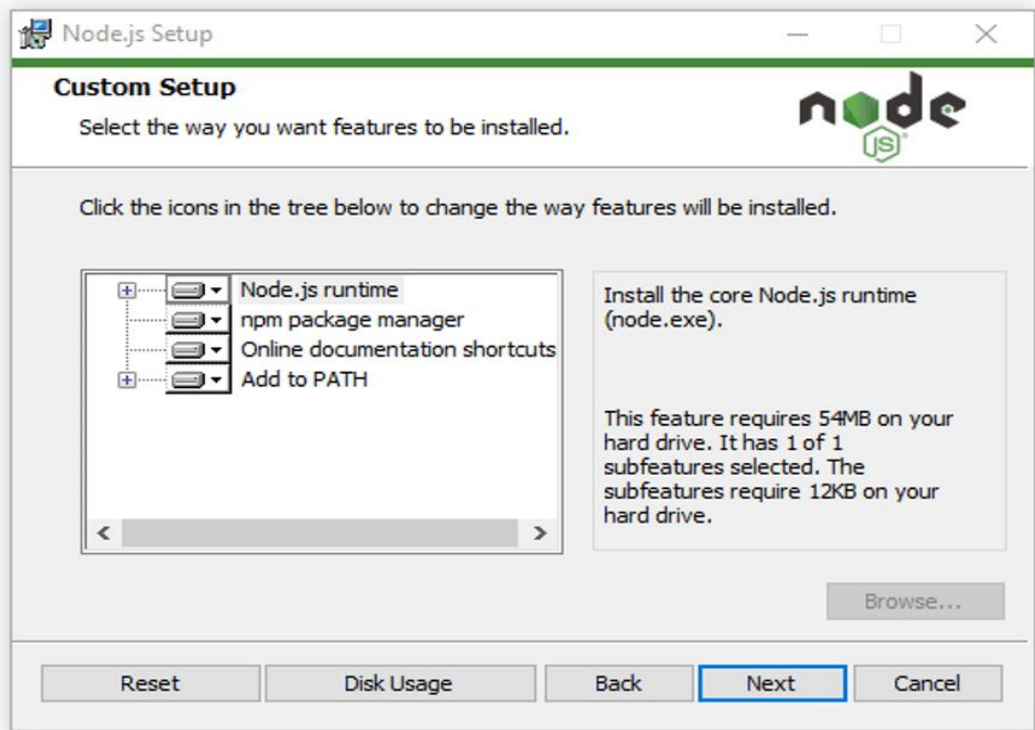 Node.js Setup
Custom Setup
Select the way you want features to be installed.
node
JS
Click the icons in the tree below to change the way features will be installed.
Node.js runtime
npm package manager
Online documentation shortcuts
Add to PATH
Install the core Node.js runtime
(node.exe).
This feature requires 54MB on your
hard drive. It has 1 of 1
subfeatures selected. The
subfeatures require 12KB on your
hard drive.
Browse...
Reset
Disk Usage
Back
Next
Cancel